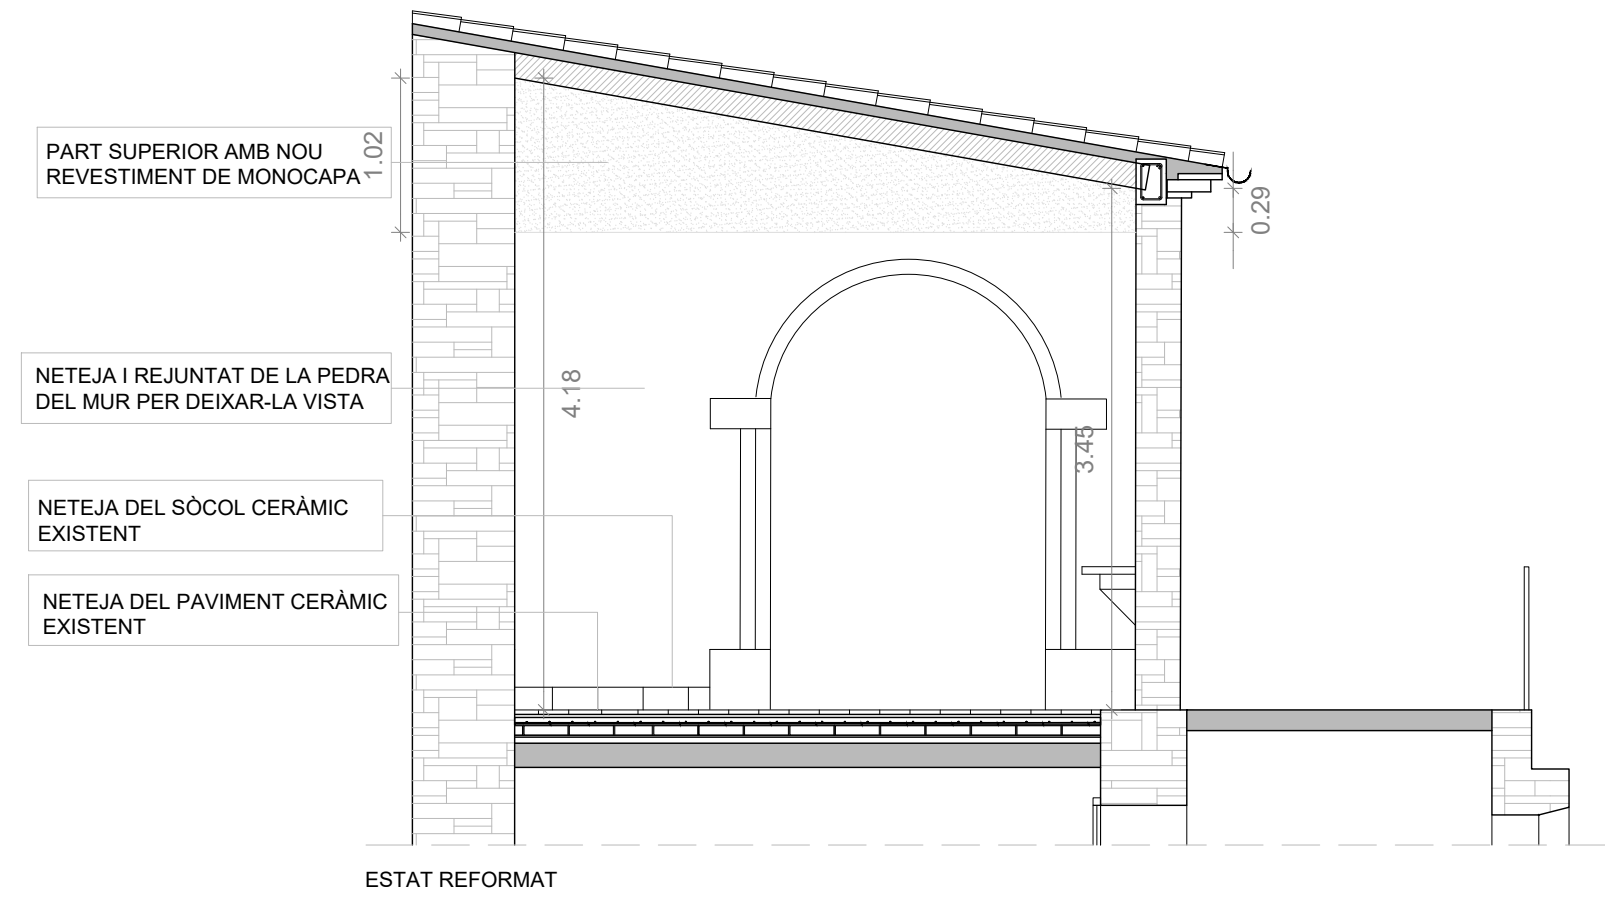 PART SUPERIOR AMB NOU
REVESTIMENT DE MONOCAPA
1.02
0.29
NETEJA I REJUNTAT DE LA PEDRA
DEL MUR PER DEIXAR-LA VISTA
4.18
3.45
NETEJA DEL SÒCOL CERÀMIC
EXISTENT
NETEJA DEL PAVIMENT CERÀMIC
EXISTENT
ESTAT REFORMAT